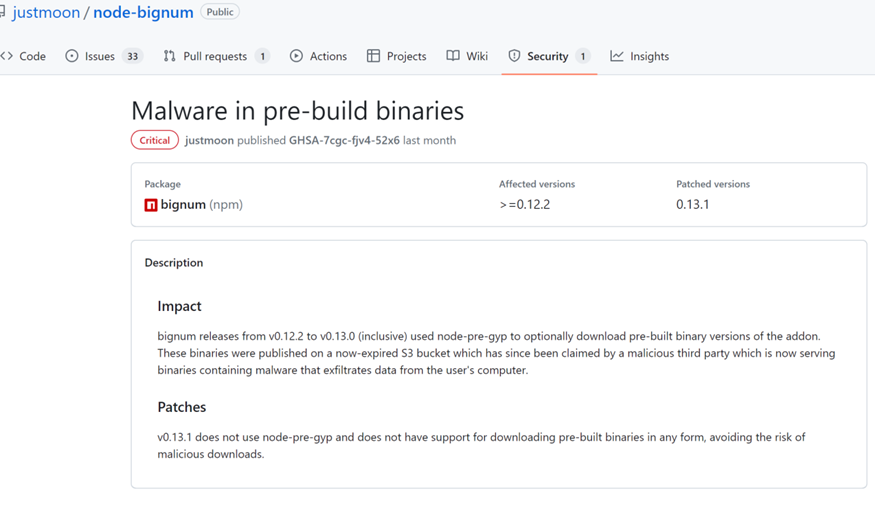 justmoon / node-bignum Public
Code Issues 33 Pull requests 1 Actions Projects Wiki Security 1 Insights
Malware in pre-build binaries
Critical justmoon published GHSA-7cgc-fjv4-52x6 last month
Package Affected versions Patched versions
n bignum (npm) >=0.12.2 0.13.1
Description
Impact
bignum releases from v0.12.2 to v0.13.0 (inclusive) used node-pre-gyp to optionally download pre-built binary versions of the addon.
These binaries were published on a now-expired S3 bucket which has since been claimed by a malicious third party which is now serving
binaries containing malware that exfiltrates data from the user's computer.
Patches
v0.13.1 does not use node-pre-gyp and does not have support for downloading pre-built binaries in any form, avoiding the risk of
malicious downloads.